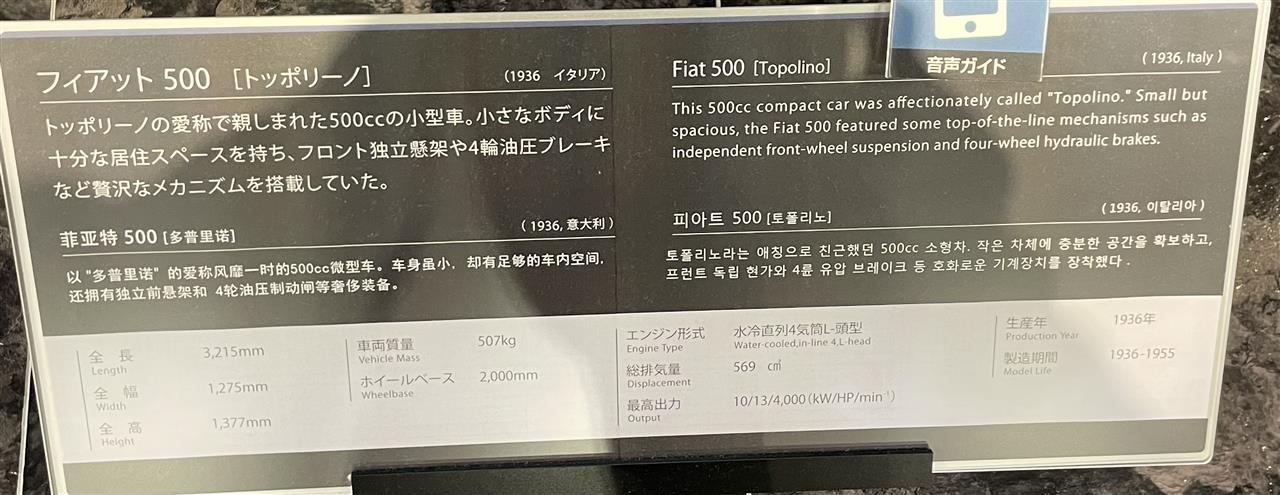 音声ガイド
フィアット 500 [トッポリーノ]
(1936 イタリア)
トッポリーノの愛称で親しまれた500ccの小型車。小さなボディに
十分な居住スペースを持ち、フロント独立懸架や4輪油圧ブレーキ
など贅沢なメカニズムを搭載していた。
Fiat 500 [Topolino]
(1936, Italy)
This 500cc compact car was affectionately called "Topolino." Small but
spacious, the Fiat 500 featured some top-of-the-line mechanisms such as
independent front-wheel suspension and four-wheel hydraulic brakes.
菲亚特 500 [多普里诺]
(1936, 意大利)
以 "多普里诺" 的爱称风靡一时的500cc微型车。车身虽小，却有足够的车内空间，
还拥有独立前悬架和 4轮油压制动闸等奢侈装备。
피아트 500 [토폴리노]
(1936, 이탈리아)
토폴리노라는 애칭으로 친근했던 500cc 소형차. 작은 차체에 충분한 공간을 확보하고,
프런트 독립 현가와 4륜 유압 브레이크 등 호화로운 기계장치를 장착했다.
全長 3,215mm
Length
全幅 1,275mm
Width
全高 1,377mm
Height
車両質量 507kg
Vehicle Mass
ホイールベース 2,000mm
Wheelbase
エンジン形式 水冷直列4気筒L-頭型
Engine Type Water-cooled,in-line 4,L-head
総排気量 569 ㎤
Displacement
最高出力 10/13/4,000(kW/HP/min⁻¹)
Output
生産年 1936年
Production Year
製造期間 1936-1955
Model Life